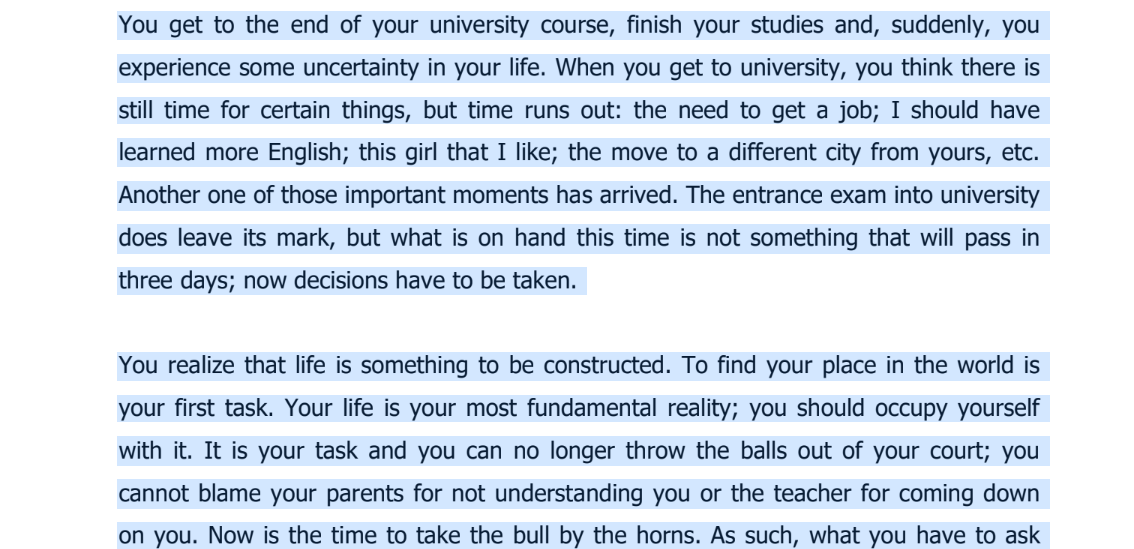 You get to the end of your university course, finish your studies and, suddenly, you
experience some uncertainty in your life. When you get to university, you think there is
still time for certain things, but time runs out: the need to get a job; I should have
learned more English; this girl that I like; the move to a different city from yours, etc.
Another one of those important moments has arrived. The entrance exam into university
does leave its mark, but what is on hand this time is not something that will pass in
three days; now decisions have to be taken.
You realize that life is something to be constructed. To find your place in the world is
your first task. Your life is your most fundamental reality; you should occupy yourself
with it. It is your task and you can no longer throw the balls out of your court; you
cannot blame your parents for not understanding you or the teacher for coming down
on you. Now is the time to take the bull by the horns. As such, what you have to ask